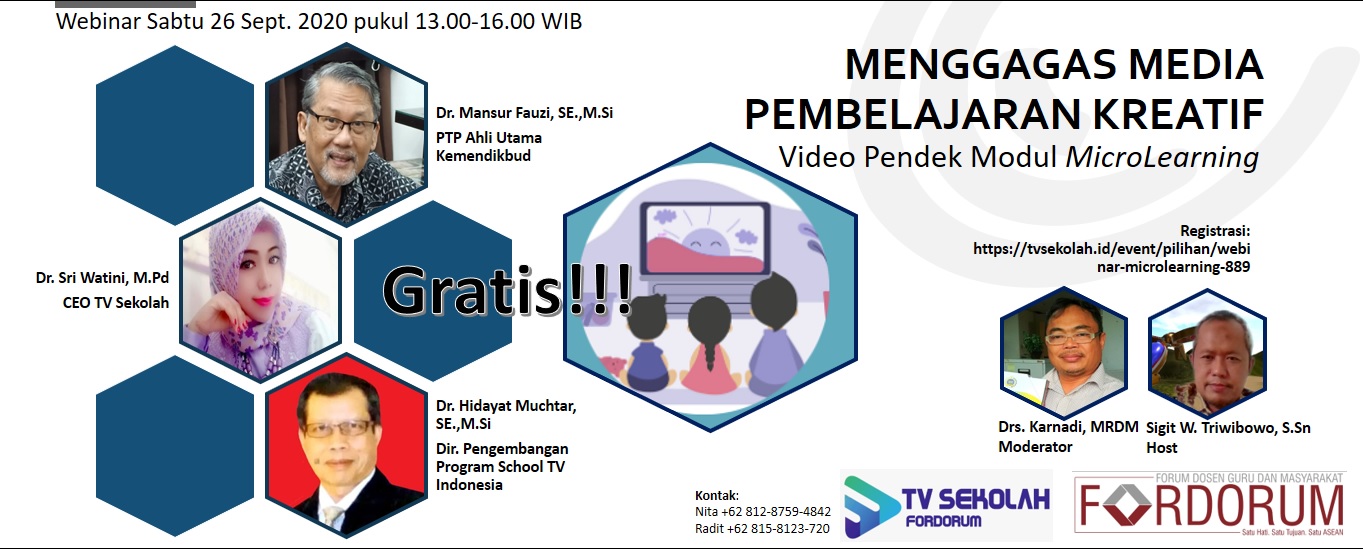 Webinar Sabtu 26 Sept. 2020 pukul 13.00-16.00 WIB
MENGGAGAS MEDIA
PEMBELAJARAN KREATIF
Video Pendek Modul MicroLearning
Dr. Mansur Fauzi, SE.,M.Si
PTP Ahli Utama
Kemendikbud
Dr. Sri Watini, M.Pd
CEO TV Sekolah
Gratis!!!
Dr. Hidayat Muchtar,
SE.,M.Si
Dir. Pengembangan
Program School TV
Indonesia
Registrasi:
https://tvsekolah.id/event/pilihan/webi
nar-microlearning-889
Drs. Karnadi, MRDM
Moderator
Sigit W. Triwibowo, S.Sn
Host
Kontak:
Nita +62 812-8759-4842
Radit +62 815-8123-720
TV SEKOLAH
FORDORUM
FORUM DOSEN GURU DAN MASYARAKAT
FORDORUM
Satu Hati. Satu Tujuan. Satu ASEAN